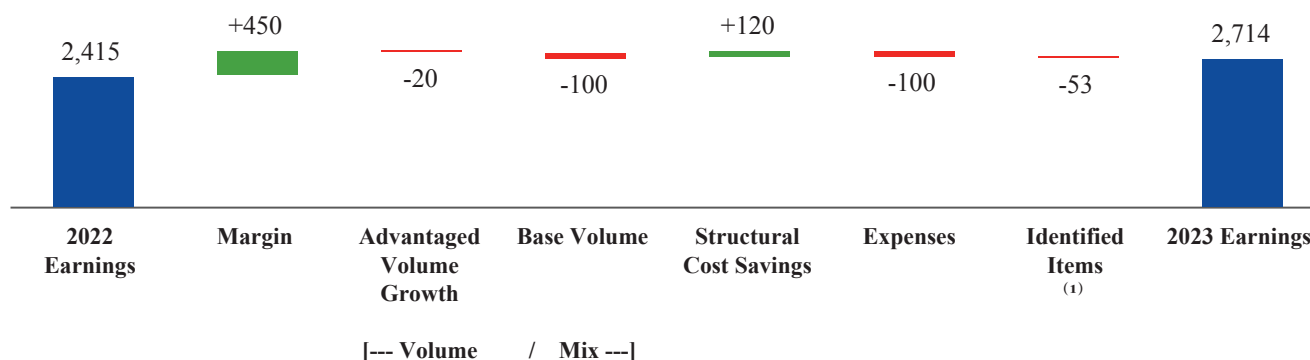 2,415
+450
-20
-100
+120
-100
-53
2,714
2022
Earnings
Margin
Advantaged
Volume
Growth
Base Volume
Structural
Cost Savings
Expenses
Identified
Items
(1)
2023 Earnings
[--- Volume / Mix ---]